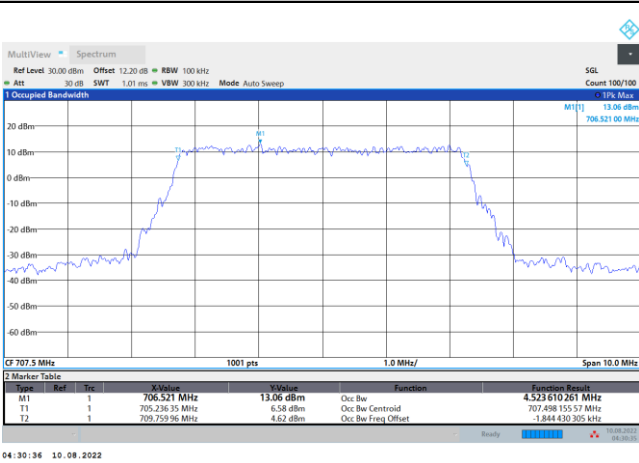 MultiView Spectrum
Ref Level 30.00 dBm Offset 12.20 dB RBW 100 kHz SGL
Att 30 dB SWT 1.01 ms VBW 300 kHz Mode Auto Sweep Count 100/100
1 Occupied Bandwidth 1Pk Max
M1[1] 13.06 dBm
706.521 00 MHz
M1
20 dBm
T1
T2
10 dBm
0 dBm
-10 dBm
-20 dBm
-30 dBm
-40 dBm
-50 dBm
-60 dBm
CF 707.5 MHz 1001 pts 1.0 MHz/ Span 10.0 MHz
2 Marker Table
Type Ref Trc X-Value Y-Value Function Function Result
M1 1 706.521 MHz 13.06 dBm Occ Bw 4.523 610 261 MHz
T1 1 705.236 35 MHz 6.58 dBm Occ Bw Centroid 707.498 155 57 MHz
T2 1 709.759 96 MHz 4.62 dBm Occ Bw Freq Offset -1.844 430 305 kHz
Ready 10.08.2022
04:30:35
04:30:36 10.08.2022